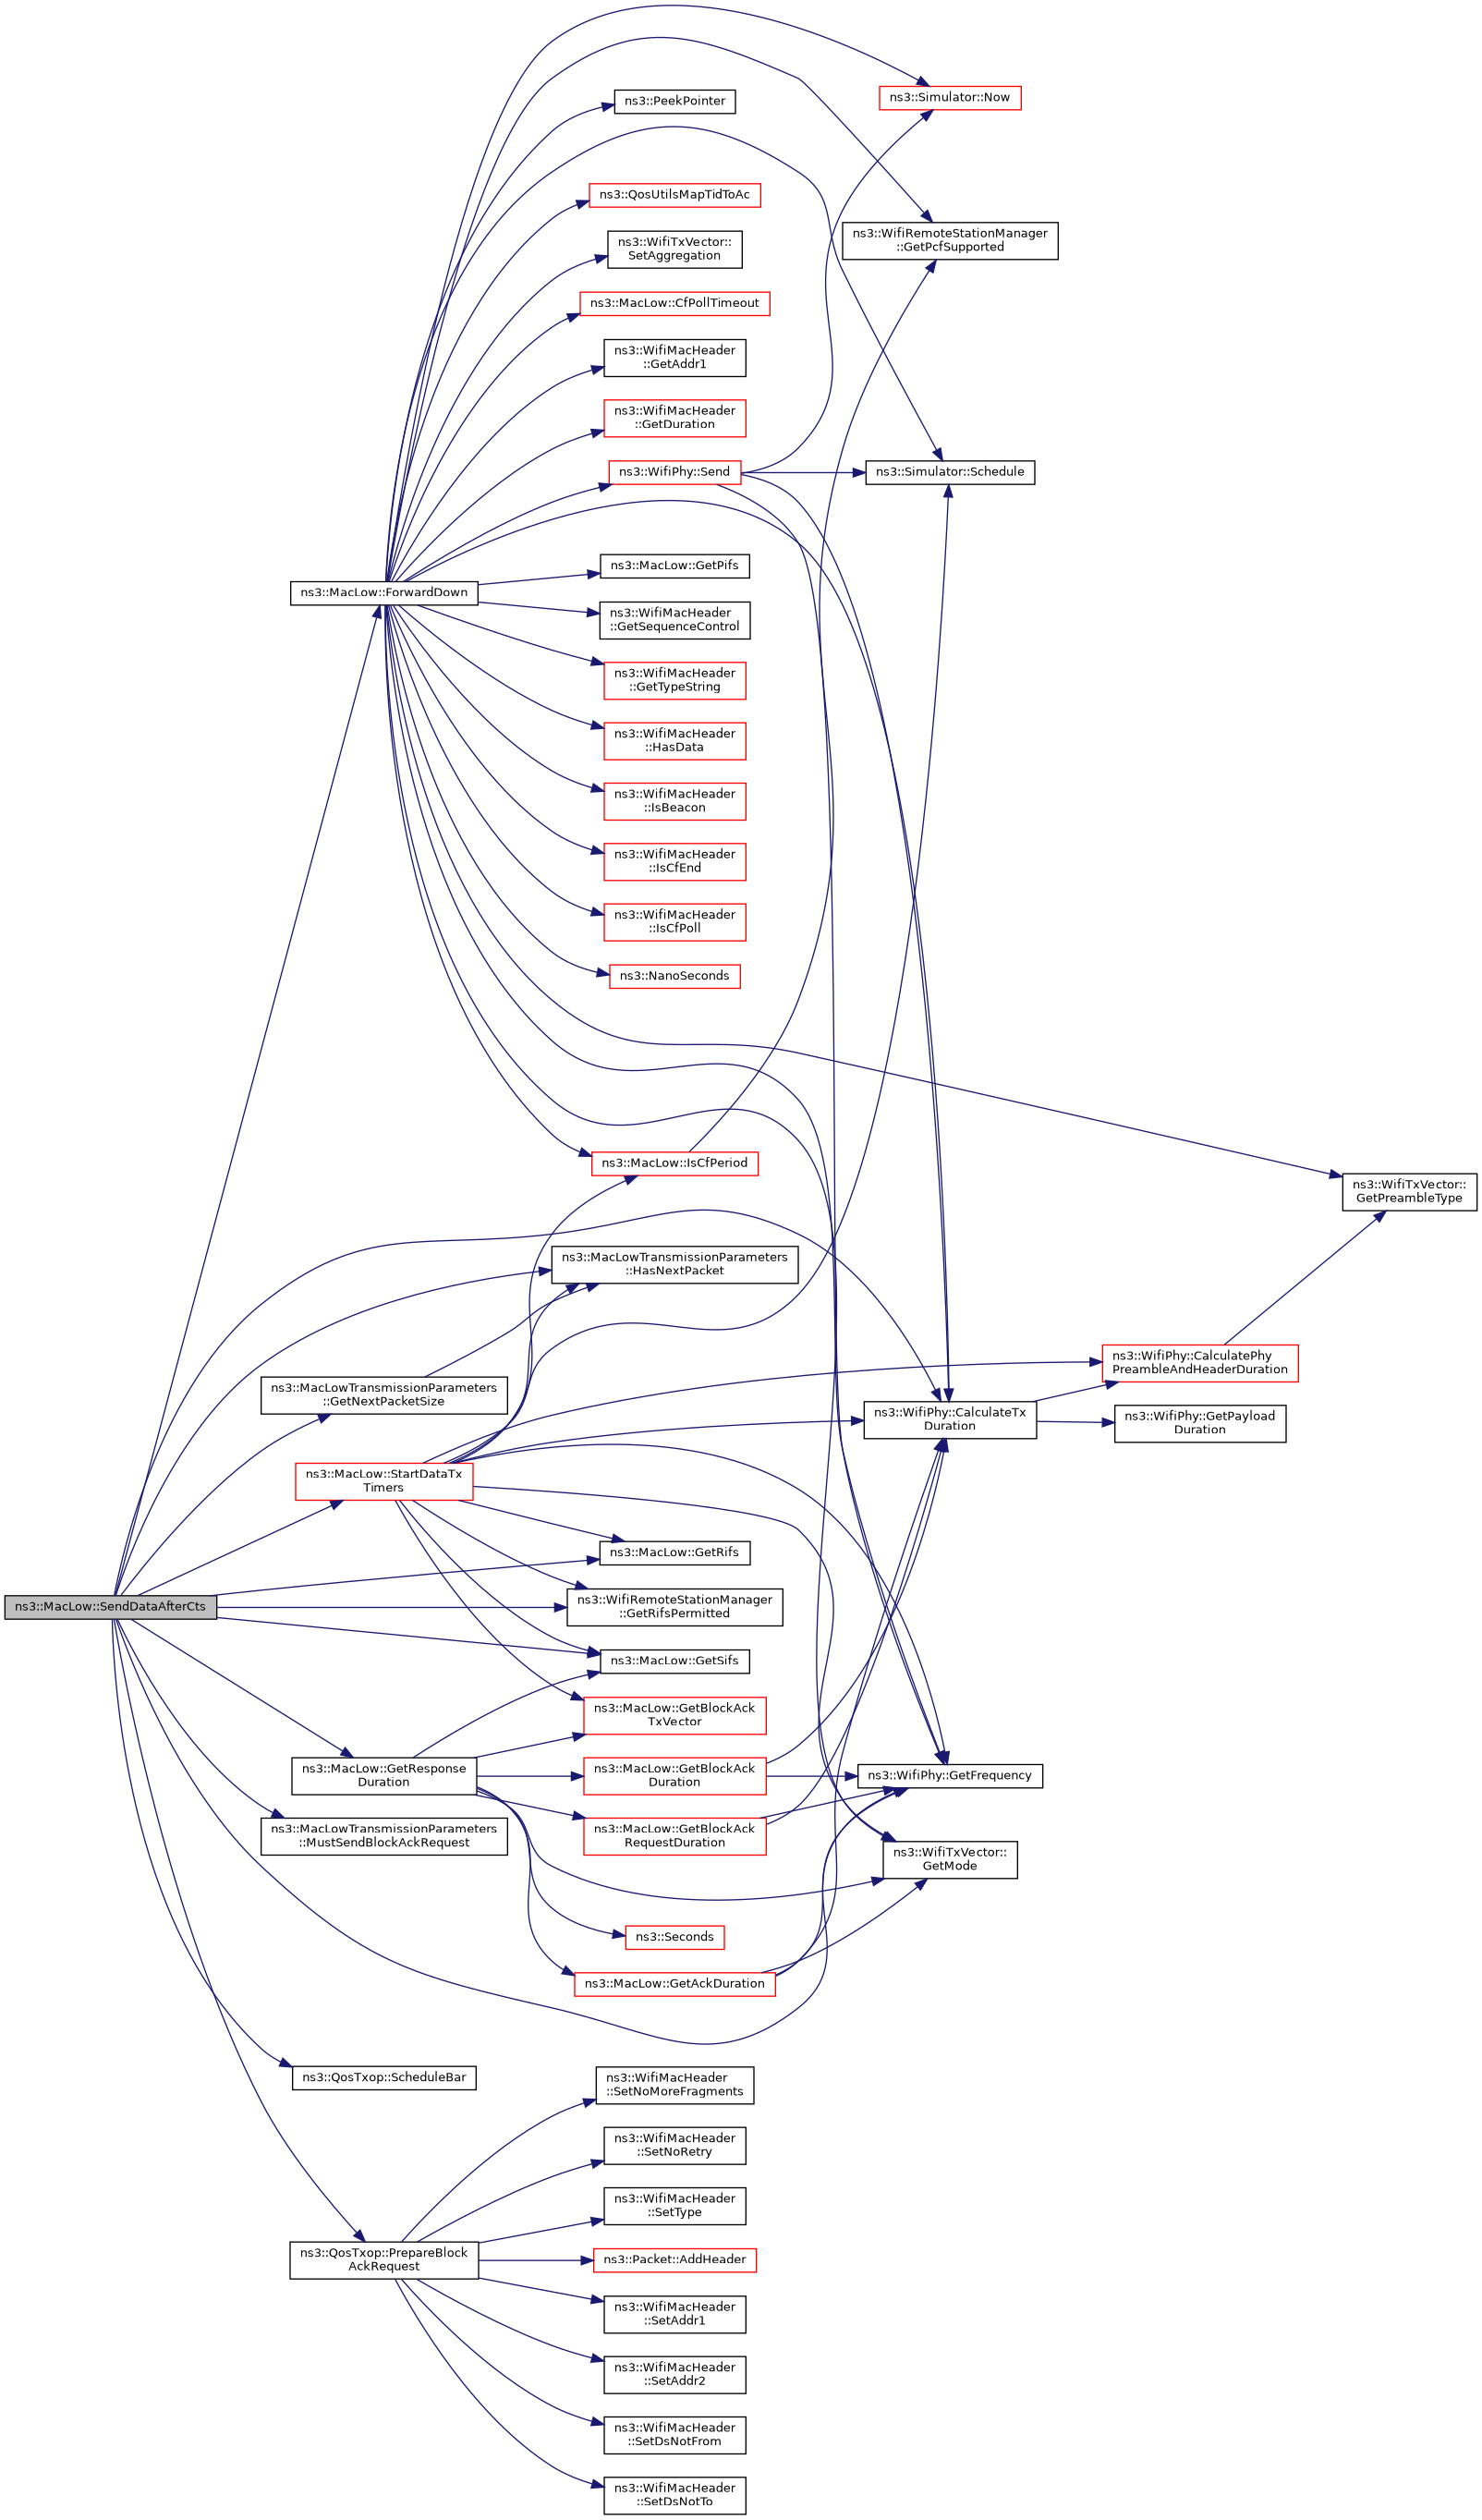 ns3::Simulator::Now
ns3::PeekPointer
ns3::QosUtilsMapTidToAc
ns3::WifiRemoteStationManager
::GetPcfSupported
ns3::WifiTxVector::
SetAggregation
ns3::MacLow::CfPollTimeout
ns3::WifiMacHeader
::GetAddr1
ns3::WifiMacHeader
::GetDuration
ns3::WifiPhy::Send
ns3::Simulator::Schedule
ns3::MacLow::GetPifs
ns3::MacLow::ForwardDown
ns3::WifiMacHeader
::GetSequenceControl
ns3::WifiMacHeader
::GetTypeString
ns3::WifiMacHeader
::HasData
ns3::WifiMacHeader
::IsBeacon
ns3::WifiMacHeader
::IsCfEnd
ns3::WifiMacHeader
::IsCfPoll
ns3::NanoSeconds
ns3::MacLow::IsCfPeriod
ns3::WifiTxVector::
GetPreambleType
ns3::MacLowTransmissionParameters
::HasNextPacket
ns3::WifiPhy::CalculatePhy
PreambleAndHeaderDuration
ns3::MacLowTransmissionParameters
::GetNextPacketSize
ns3::WifiPhy::CalculateTx
Duration
ns3::WifiPhy::GetPayload
Duration
ns3::MacLow::StartDataTx
Timers
ns3::MacLow::GetRifs
ns3::MacLow::SendDataAfterCts
ns3::WifiRemoteStationManager
::GetRifsPermitted
ns3::MacLow::GetSifs
ns3::MacLow::GetBlockAck
TxVector
ns3::MacLow::GetResponse
Duration
ns3::MacLow::GetBlockAck
Duration
ns3::WifiPhy::GetFrequency
ns3::MacLowTransmissionParameters
::MustSendBlockAckRequest
ns3::MacLow::GetBlockAck
RequestDuration
ns3::WifiTxVector::
GetMode
ns3::Seconds
ns3::MacLow::GetAckDuration
ns3::QosTxop::ScheduleBar
ns3::WifiMacHeader
::SetNoMoreFragments
ns3::WifiMacHeader
::SetNoRetry
ns3::WifiMacHeader
::SetType
ns3::QosTxop::PrepareBlock
AckRequest
ns3::Packet::AddHeader
ns3::WifiMacHeader
::SetAddr1
ns3::WifiMacHeader
::SetAddr2
ns3::WifiMacHeader
::SetDsNotFrom
ns3::WifiMacHeader
::SetDsNotTo